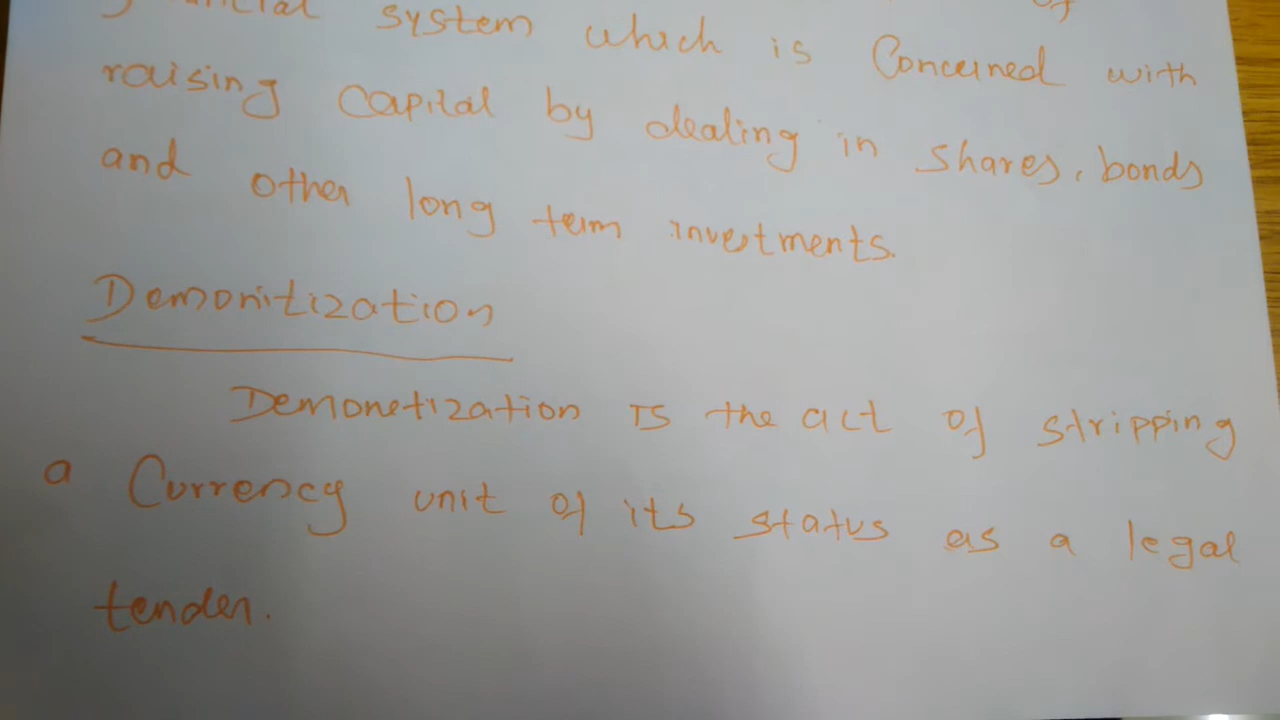 system which is Concerned with
raising Capital by dealing in shares, bonds
and other long term investments.
Demonitization
Demonetization is the act of stripping
a Currency unit of its status as a legal
tender.